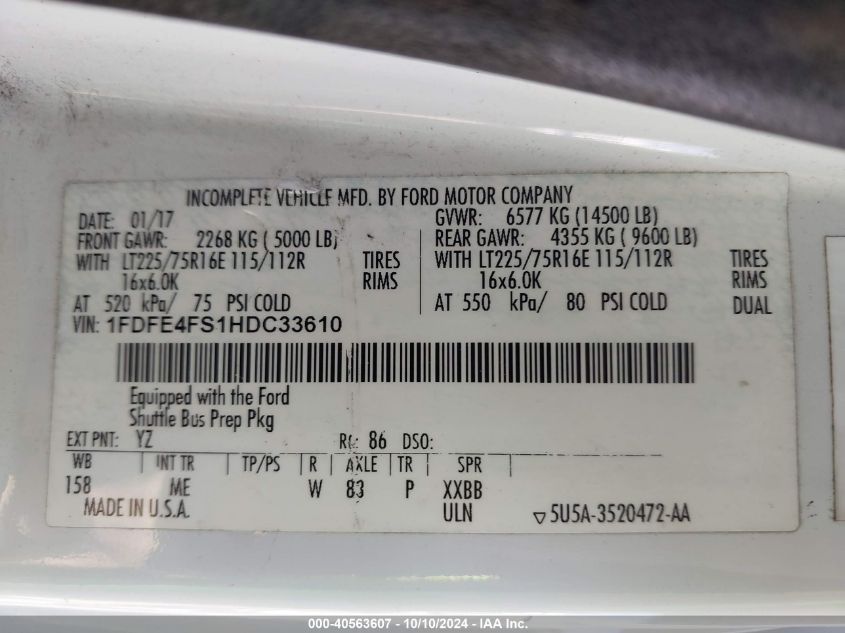 INCOMPLETE VEHICLE MFD. BY FORD MOTOR COMPANY
DATE: 01/17 GVWR: 6577 KG (14500 LB)
FRONT GAWR: 2268 KG ( 5000 LB) REAR GAWR: 4355 KG ( 9600 LB)
WITH LT225/75R16E 115/112R TIRES WITH LT225/75R16E 115/112R TIRES
16x6.0K RIMS 16x6.0K RIMS
AT 520 kPa/ 75 PSI COLD AT 550 kPa/ 80 PSI COLD DUAL
VIN: 1FDFE4FS1HDC33610
Equipped with the Ford
Shuttle Bus Prep Pkg
EXT PNT: YZ RC: 86 DSO:
WB INT TR TP/PS R AXLE TR SPR
158 ME W 83 P XXBB
MADE IN U.S.A. ULN 5U5A-3520472-AA
000-40563607 - 10/10/2024 - IAA Inc.